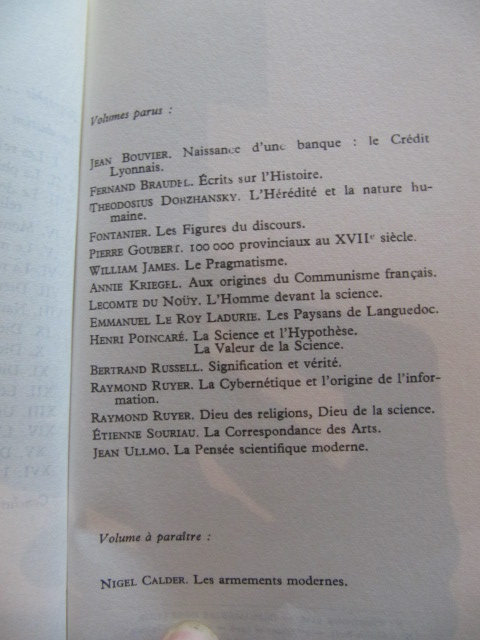 Volumes parus :
JEAN BOUVIER. Naissance d'une banque : le Crédit
Lyonnais.
FERNAND BRAUDEL. Écrits sur l'Histoire.
THEODOSIUS DOBZHANSKY. L'Hérédité et la nature hu-
maine.
FONTANIER. Les Figures du discours.
PIERRE GOUBERT. 100 000 provinciaux au XVIIe siècle.
WILLIAM JAMES. Le Pragmatisme.
ANNIE KRIEGEL. Aux origines du Communisme français.
LECOMTE DU NOÜY. L'Homme devant la science.
EMMANUEL LE ROY LADURIE. Les Paysans de Languedoc.
HENRI POINCARÉ. La Science et l'Hypothèse.
La Valeur de la Science.
BERTRAND RUSSELL. Signification et vérité.
RAYMOND RUYER. La Cybernétique et l'origine de l'infor-
mation.
RAYMOND RUYER. Dieu des religions, Dieu de la science.
ÉTIENNE SOURIAU. La Correspondance des Arts.
JEAN ULLMO. La Pensée scientifique moderne.
Volume à paraître :
NIGEL CALDER. Les armements modernes.